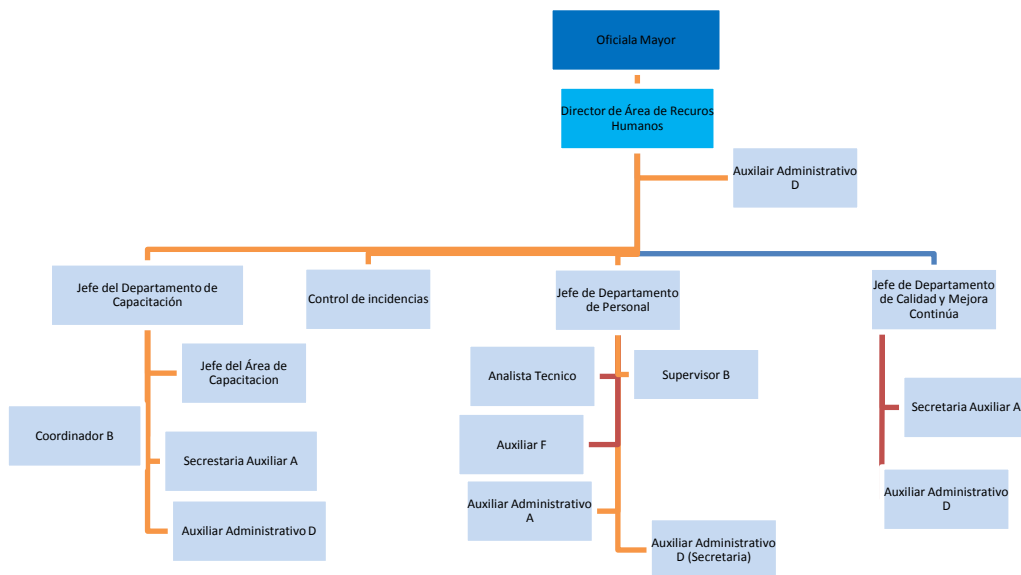 Oficiala Mayor
Director de Área de Recuros
Humanos
Auxilair Administrativo
D
Jefe del Departamento de
Capacitación
Control de incidencias
Jefe de Departamento
de Personal
Jefe de Departamento
de Calidad y Mejora
Continúa
Jefe del Área de
Capacitacion
Coordinador B
Secrestaria Auxiliar A
Auxiliar Administrativo D
Analista Tecnico
Supervisor B
Auxiliar F
Auxiliar Administrativo
A
Auxiliar Administrativo
D (Secretaria)
Secretaria Auxiliar A
Auxiliar Administrativo
D